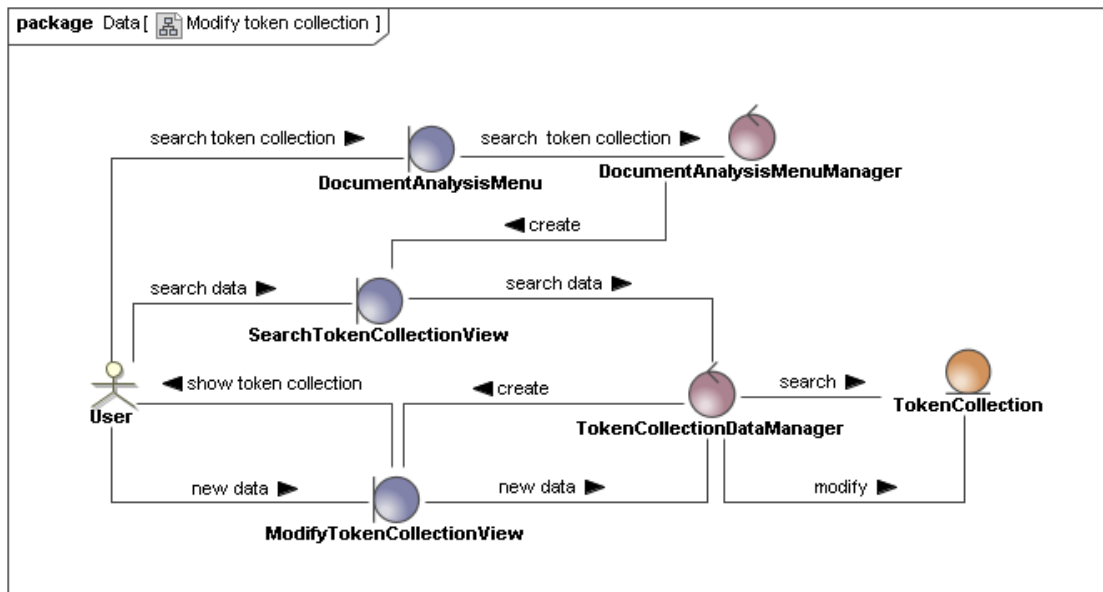 package Data[ Modify token collection ]
search token collection
search  token collection
DocumentAnalysisMenu
DocumentAnalysisMenuManager
create
search data
search data
SearchTokenCollectionView
show token collection
create
search
User
TokenCollectionDataManager
TokenCollection
new data
new data
modify
ModifyTokenCollectionView